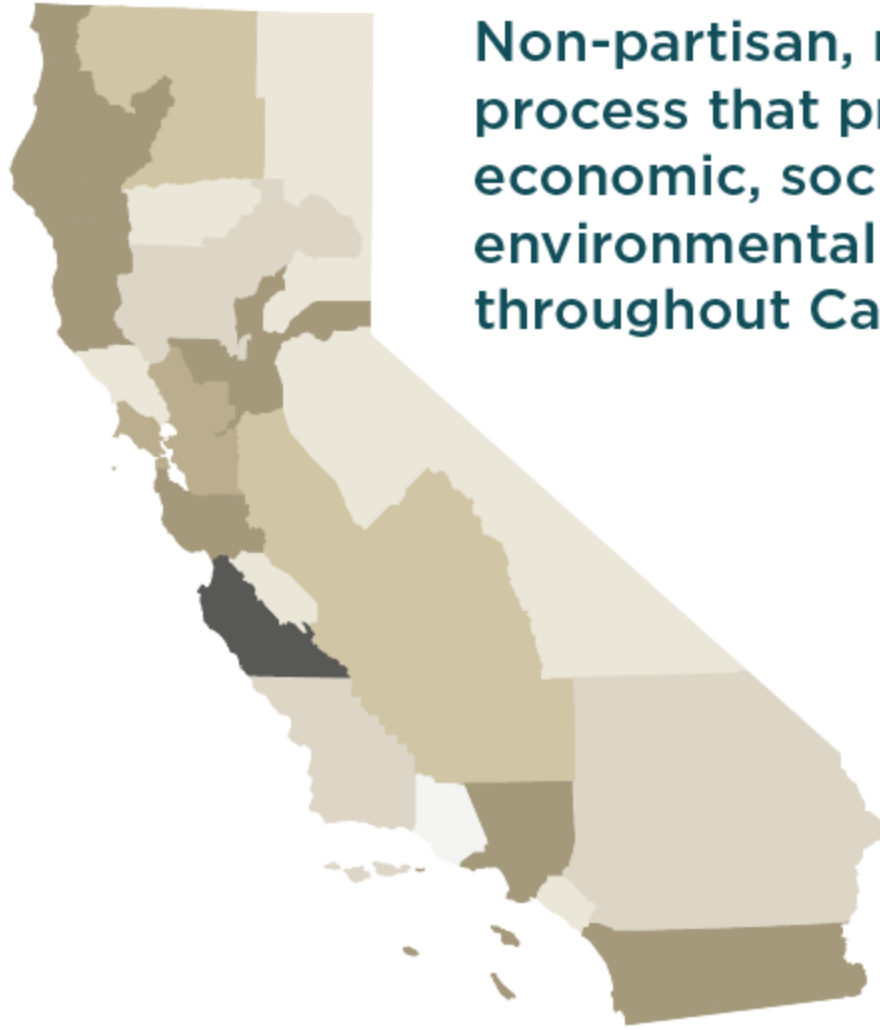 Non-partisan,
process that
economic,
environmental
throughout